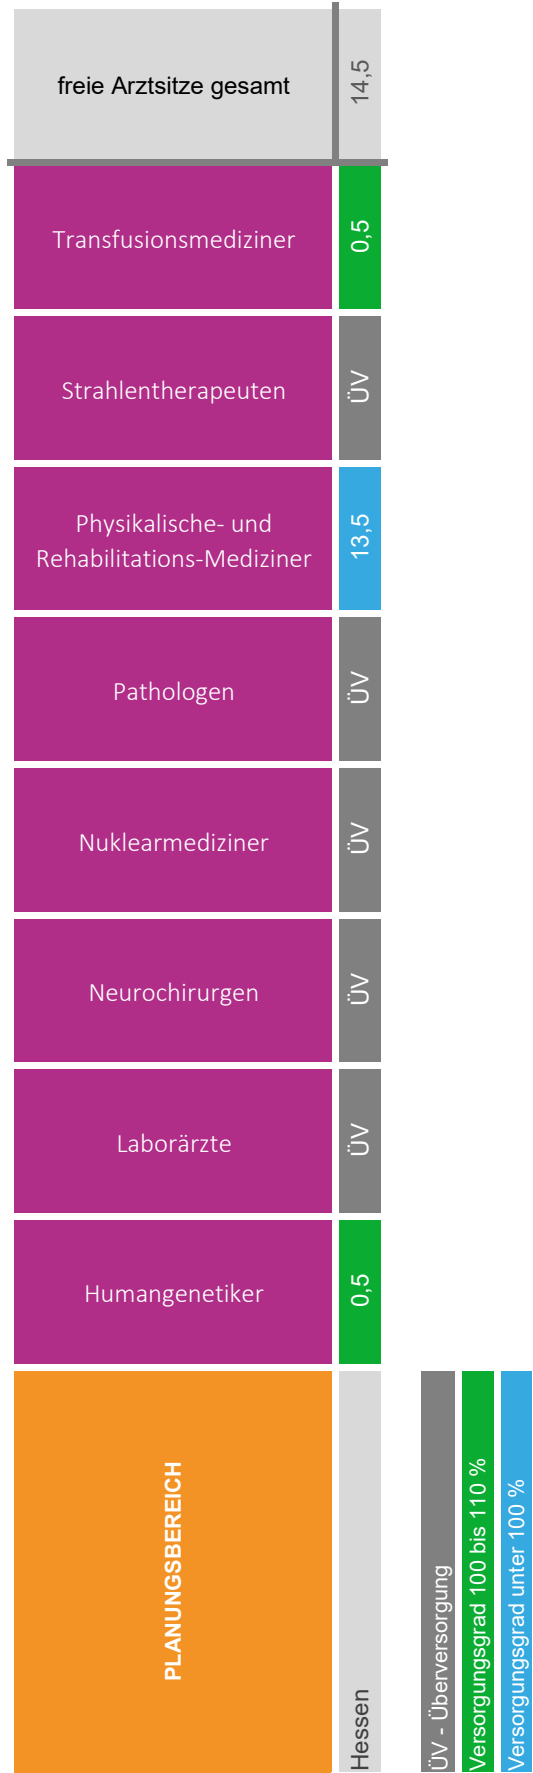 freie Arztsitze gesamt
14,5
Transfusionsmediziner
0,5
Strahlentherapeuten
ÜV
Physikalische- und
Rehabilitations-Mediziner
13,5
Pathologen
ÜV
Nuklearmediziner
ÜV
Neurochirurgen
ÜV
Laborärzte
ÜV
Humangenetiker
0,5
PLANUNGSBEREICH
Hessen
ÜV - Überversorgung
Versorgungsgrad 100 bis 110 %
Versorgungsgrad unter 100 %